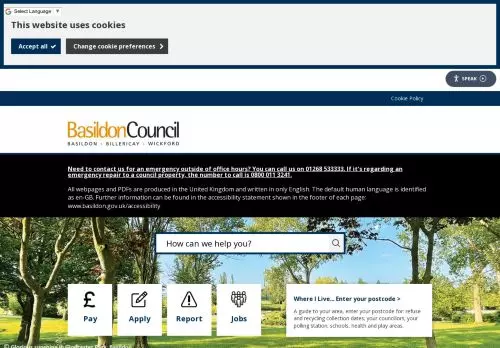 Select Language ▼
This website uses cookies
Accept all
Change cookie preferences
SPEAK
Cookie Policy
BasildonCouncil
BASILDON • BILLERICAY • WICKFORD
Need to contact us for an emergency outside of office hours? You can call us on 01268 533333. If it's regarding an
emergency repair to a council property, the number to call is 0800 011 3241.
All webpages and PDFs are produced in the United Kingdom and written in only English. The default human language is identified
as en-GB. Further information can be found in the accessibility statement shown in the footer of each page:
www.basildon.gov.uk/accessibility
How can we help you?
Pay
Apply
Report
Jobs
Where I Live... Enter your postcode >
A guide to your area, enter your postcode for: refuse
and recycling collection dates; your councillors; your
polling station, schools, health and play areas.